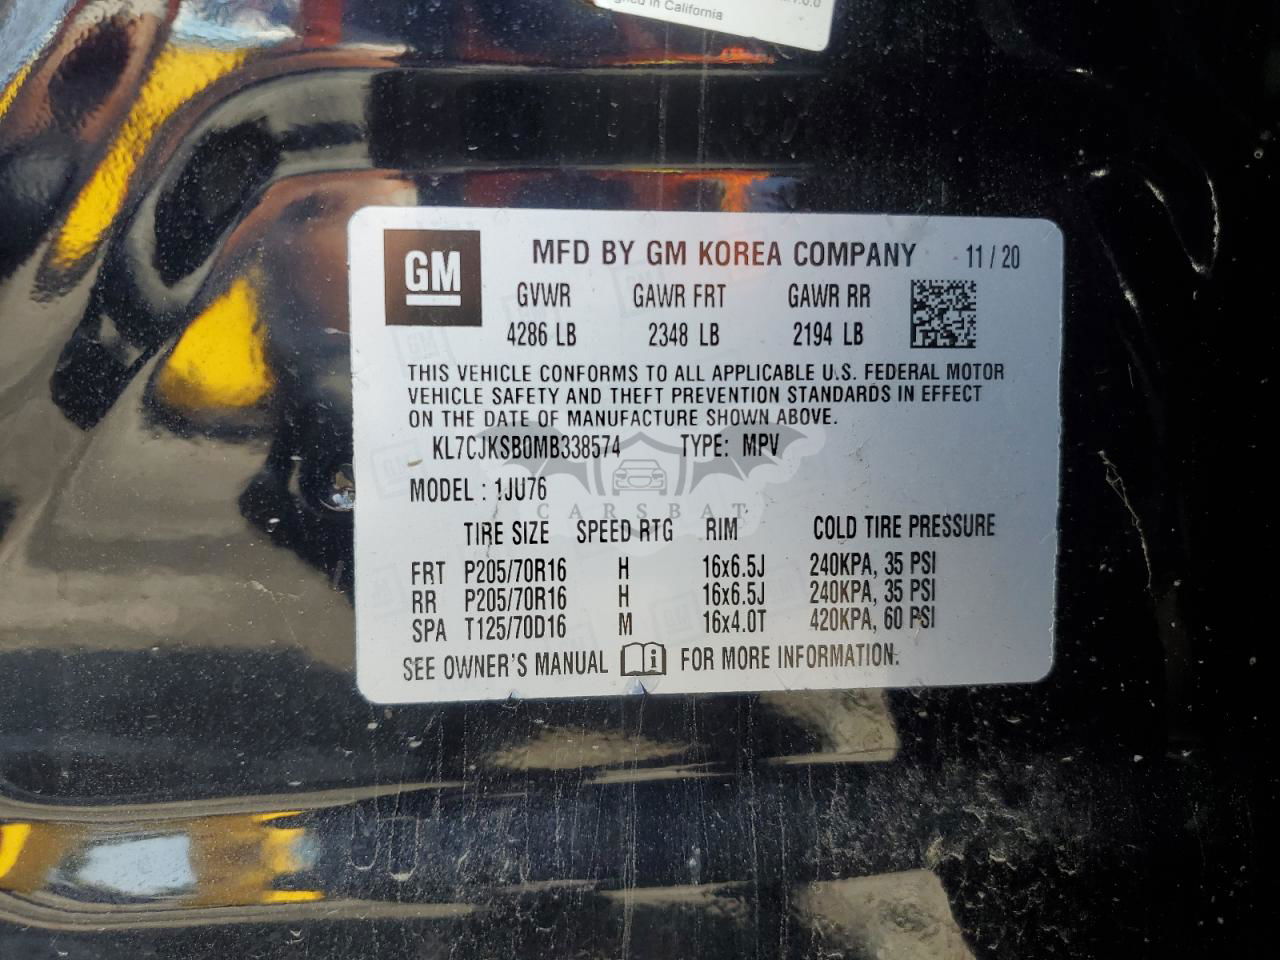 gned in California
GM
MFD BY GM KOREA COMPANY 11 / 20
GVWR GAWR FRT GAWR RR
4286 LB 2348 LB 2194 LB
THIS VEHICLE CONFORMS TO ALL APPLICABLE U.S. FEDERAL MOTOR
VEHICLE SAFETY AND THEFT PREVENTION STANDARDS IN EFFECT
ON THE DATE OF MANUFACTURE SHOWN ABOVE.
KL7CJKSB0MB338574 TYPE: MPV
MODEL : 1JU76
CARSBAT
TIRE SIZE SPEED RTG RIM COLD TIRE PRESSURE
FRT P205/70R16 H 16x6.5J 240KPA, 35 PSI
RR P205/70R16 H 16x6.5J 240KPA, 35 PSI
SPA T125/70D16 M 16x4.0T 420KPA, 60 PSI
SEE OWNER'S MANUAL i FOR MORE INFORMATION.